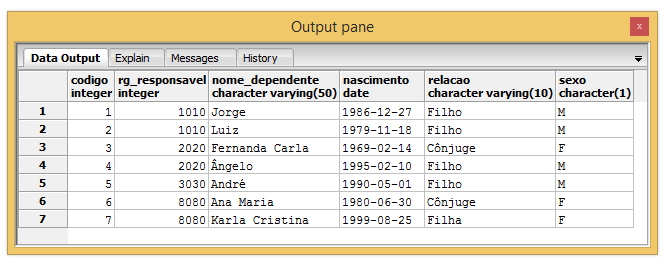 Output pane
x
Data Output Explain Messages History
codigo rg_responsavel nome_dependente nascimento relacao sexo
integer integer character varying(50) date character varying(10) character(1)
1 1 1010 Jorge 1986-12-27 Filho M
2 2 1010 Luiz 1979-11-18 Filho M
3 3 2020 Fernanda Carla 1969-02-14 Cônjuge F
4 4 2020 Ângelo 1995-02-10 Filho M
5 5 3030 André 1990-05-01 Filho M
6 6 8080 Ana Maria 1980-06-30 Cônjuge F
7 7 8080 Karla Cristina 1999-08-25 Filha F